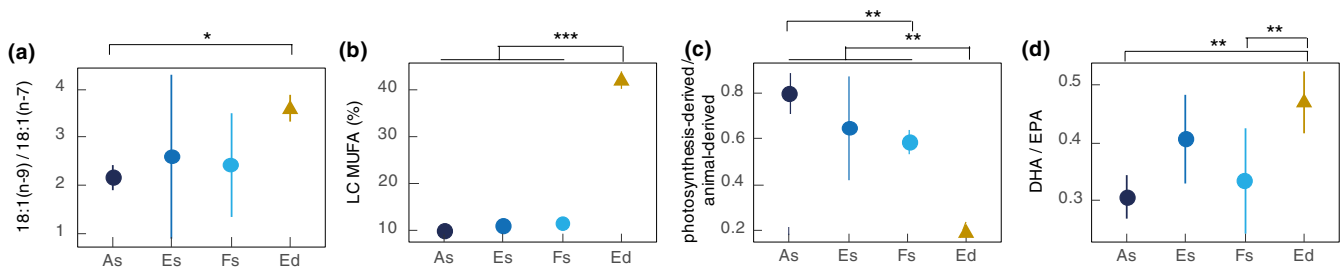 (a)
*
18:1(n-9) / 18:1(n-7)
4
3
2
1
As Es Fs Ed
(b)
***
LC MUFA (%)
40
30
20
10
As Es Fs Ed
(c)
**
**
photosynthesis-derived/
animal-derived
0.8
0.6
0.4
0.2
As Es Fs Ed
(d)
**
**
DHA / EPA
0.5
0.4
0.3
As Es Fs Ed